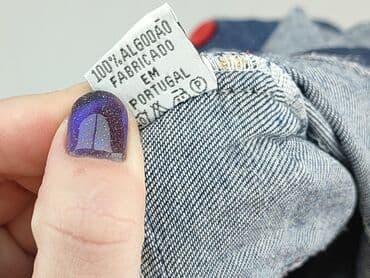 100% ALGODÃO
FABRICADO
EM
PORTUGAL
P